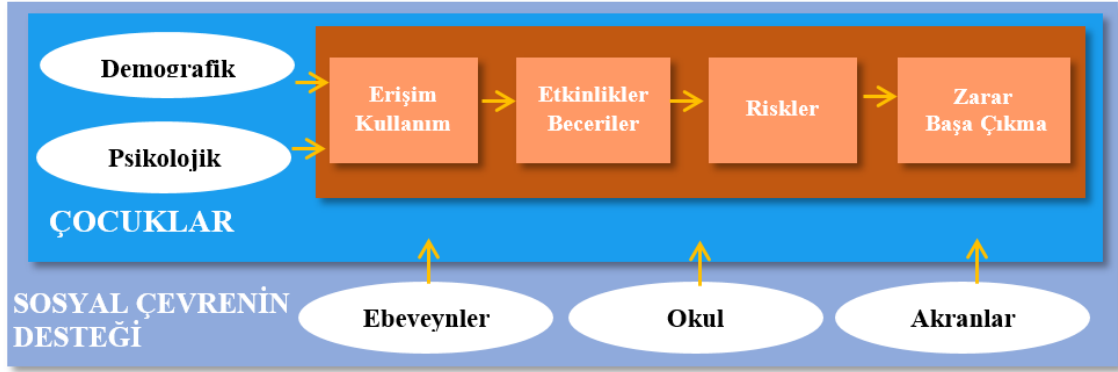 Demografik
Psikolojik
Erişim
Kullanım
Etkinlikler
Beceriler
Riskler
Zarar
Başa Çıkma
ÇOCUKLAR
SOSYAL ÇEVRENİN
DESTEĞİ
Ebeveynler
Okul
Akranlar